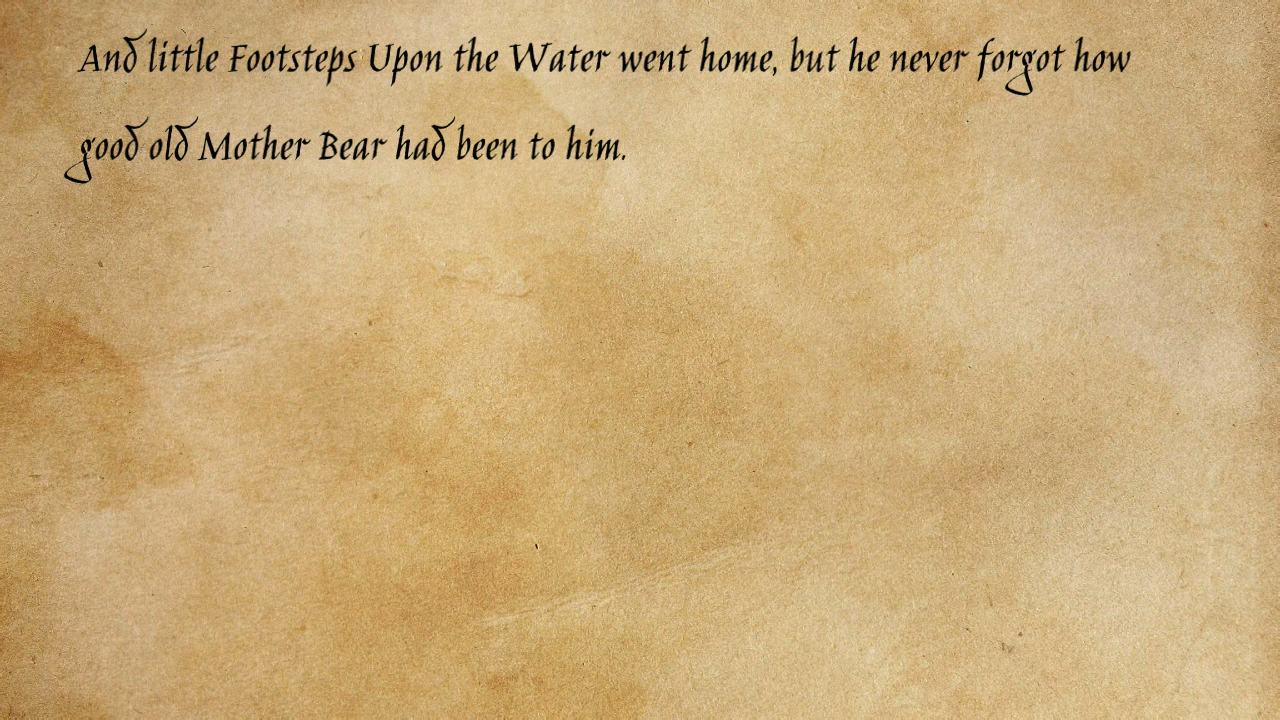 And little Footsteps Upon the Water went home, but he never forgot how
good old Mother Bear had been to him.